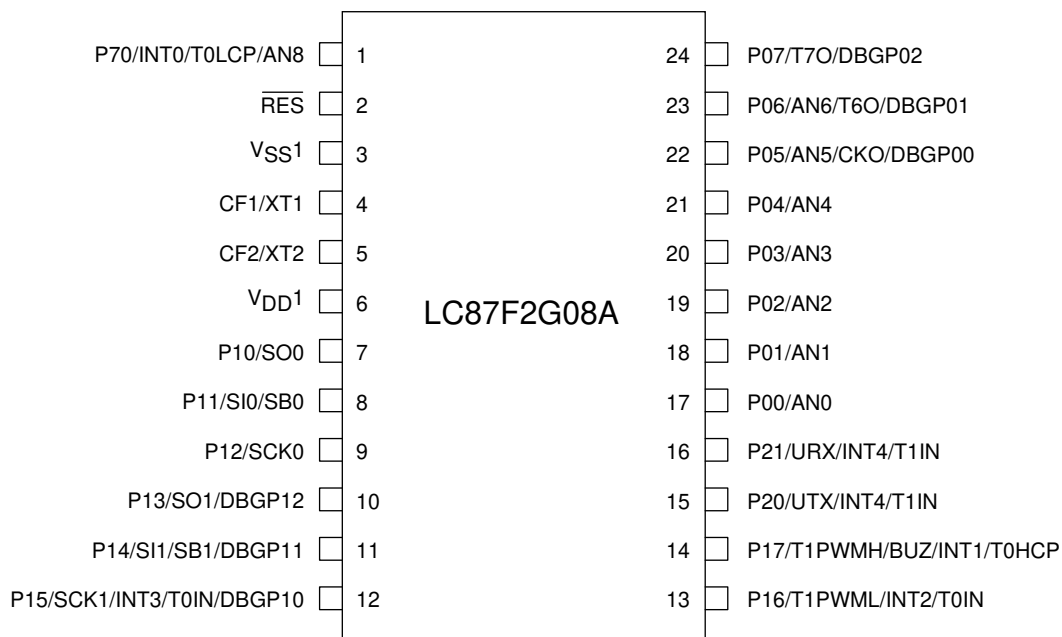 P70/INT0/T0LCP/AN8 1 24 P07/T7O/DBGP02
RES 2 23 P06/AN6/T6O/DBGP01
VSS1 3 22 P05/AN5/CKO/DBGP00
CF1/XT1 4 21 P04/AN4
CF2/XT2 5 20 P03/AN3
VDD1 6 19 P02/AN2
LC87F2G08A
P10/SO0 7 18 P01/AN1
P11/SI0/SB0 8 17 P00/AN0
P12/SCK0 9 16 P21/URX/INT4/T1IN
P13/SO1/DBGP12 10 15 P20/UTX/INT4/T1IN
P14/SI1/SB1/DBGP11 11 14 P17/T1PWMH/BUZ/INT1/T0HCP
P15/SCK1/INT3/T0IN/DBGP10 12 13 P16/T1PWML/INT2/T0IN